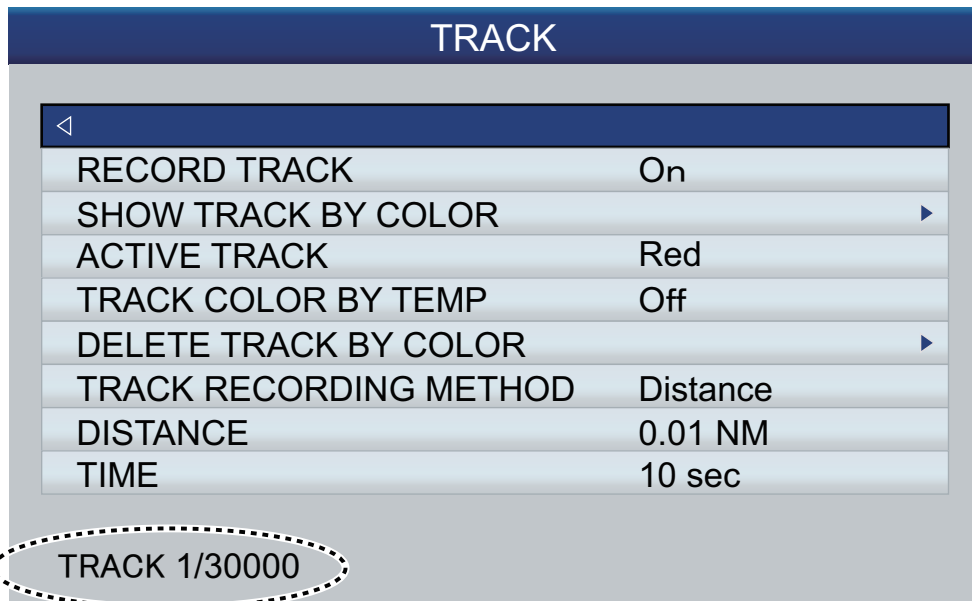 TRACK
RECORD TRACK On
SHOW TRACK BY COLOR
ACTIVE TRACK Red
TRACK COLOR BY TEMP Off
DELETE TRACK BY COLOR
TRACK RECORDING METHOD Distance
DISTANCE 0.01 NM
TIME 10 sec
TRACK 1/30000